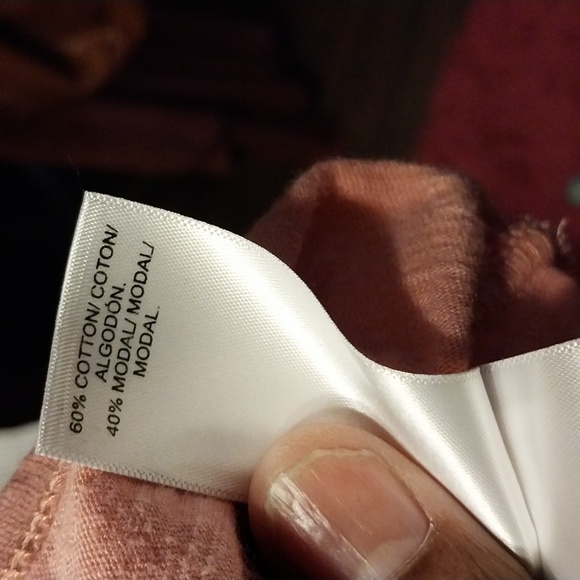 60% COTTON/ COTON/
ALGODÓN.
40% MODAL/ MODAL/
MODAL.